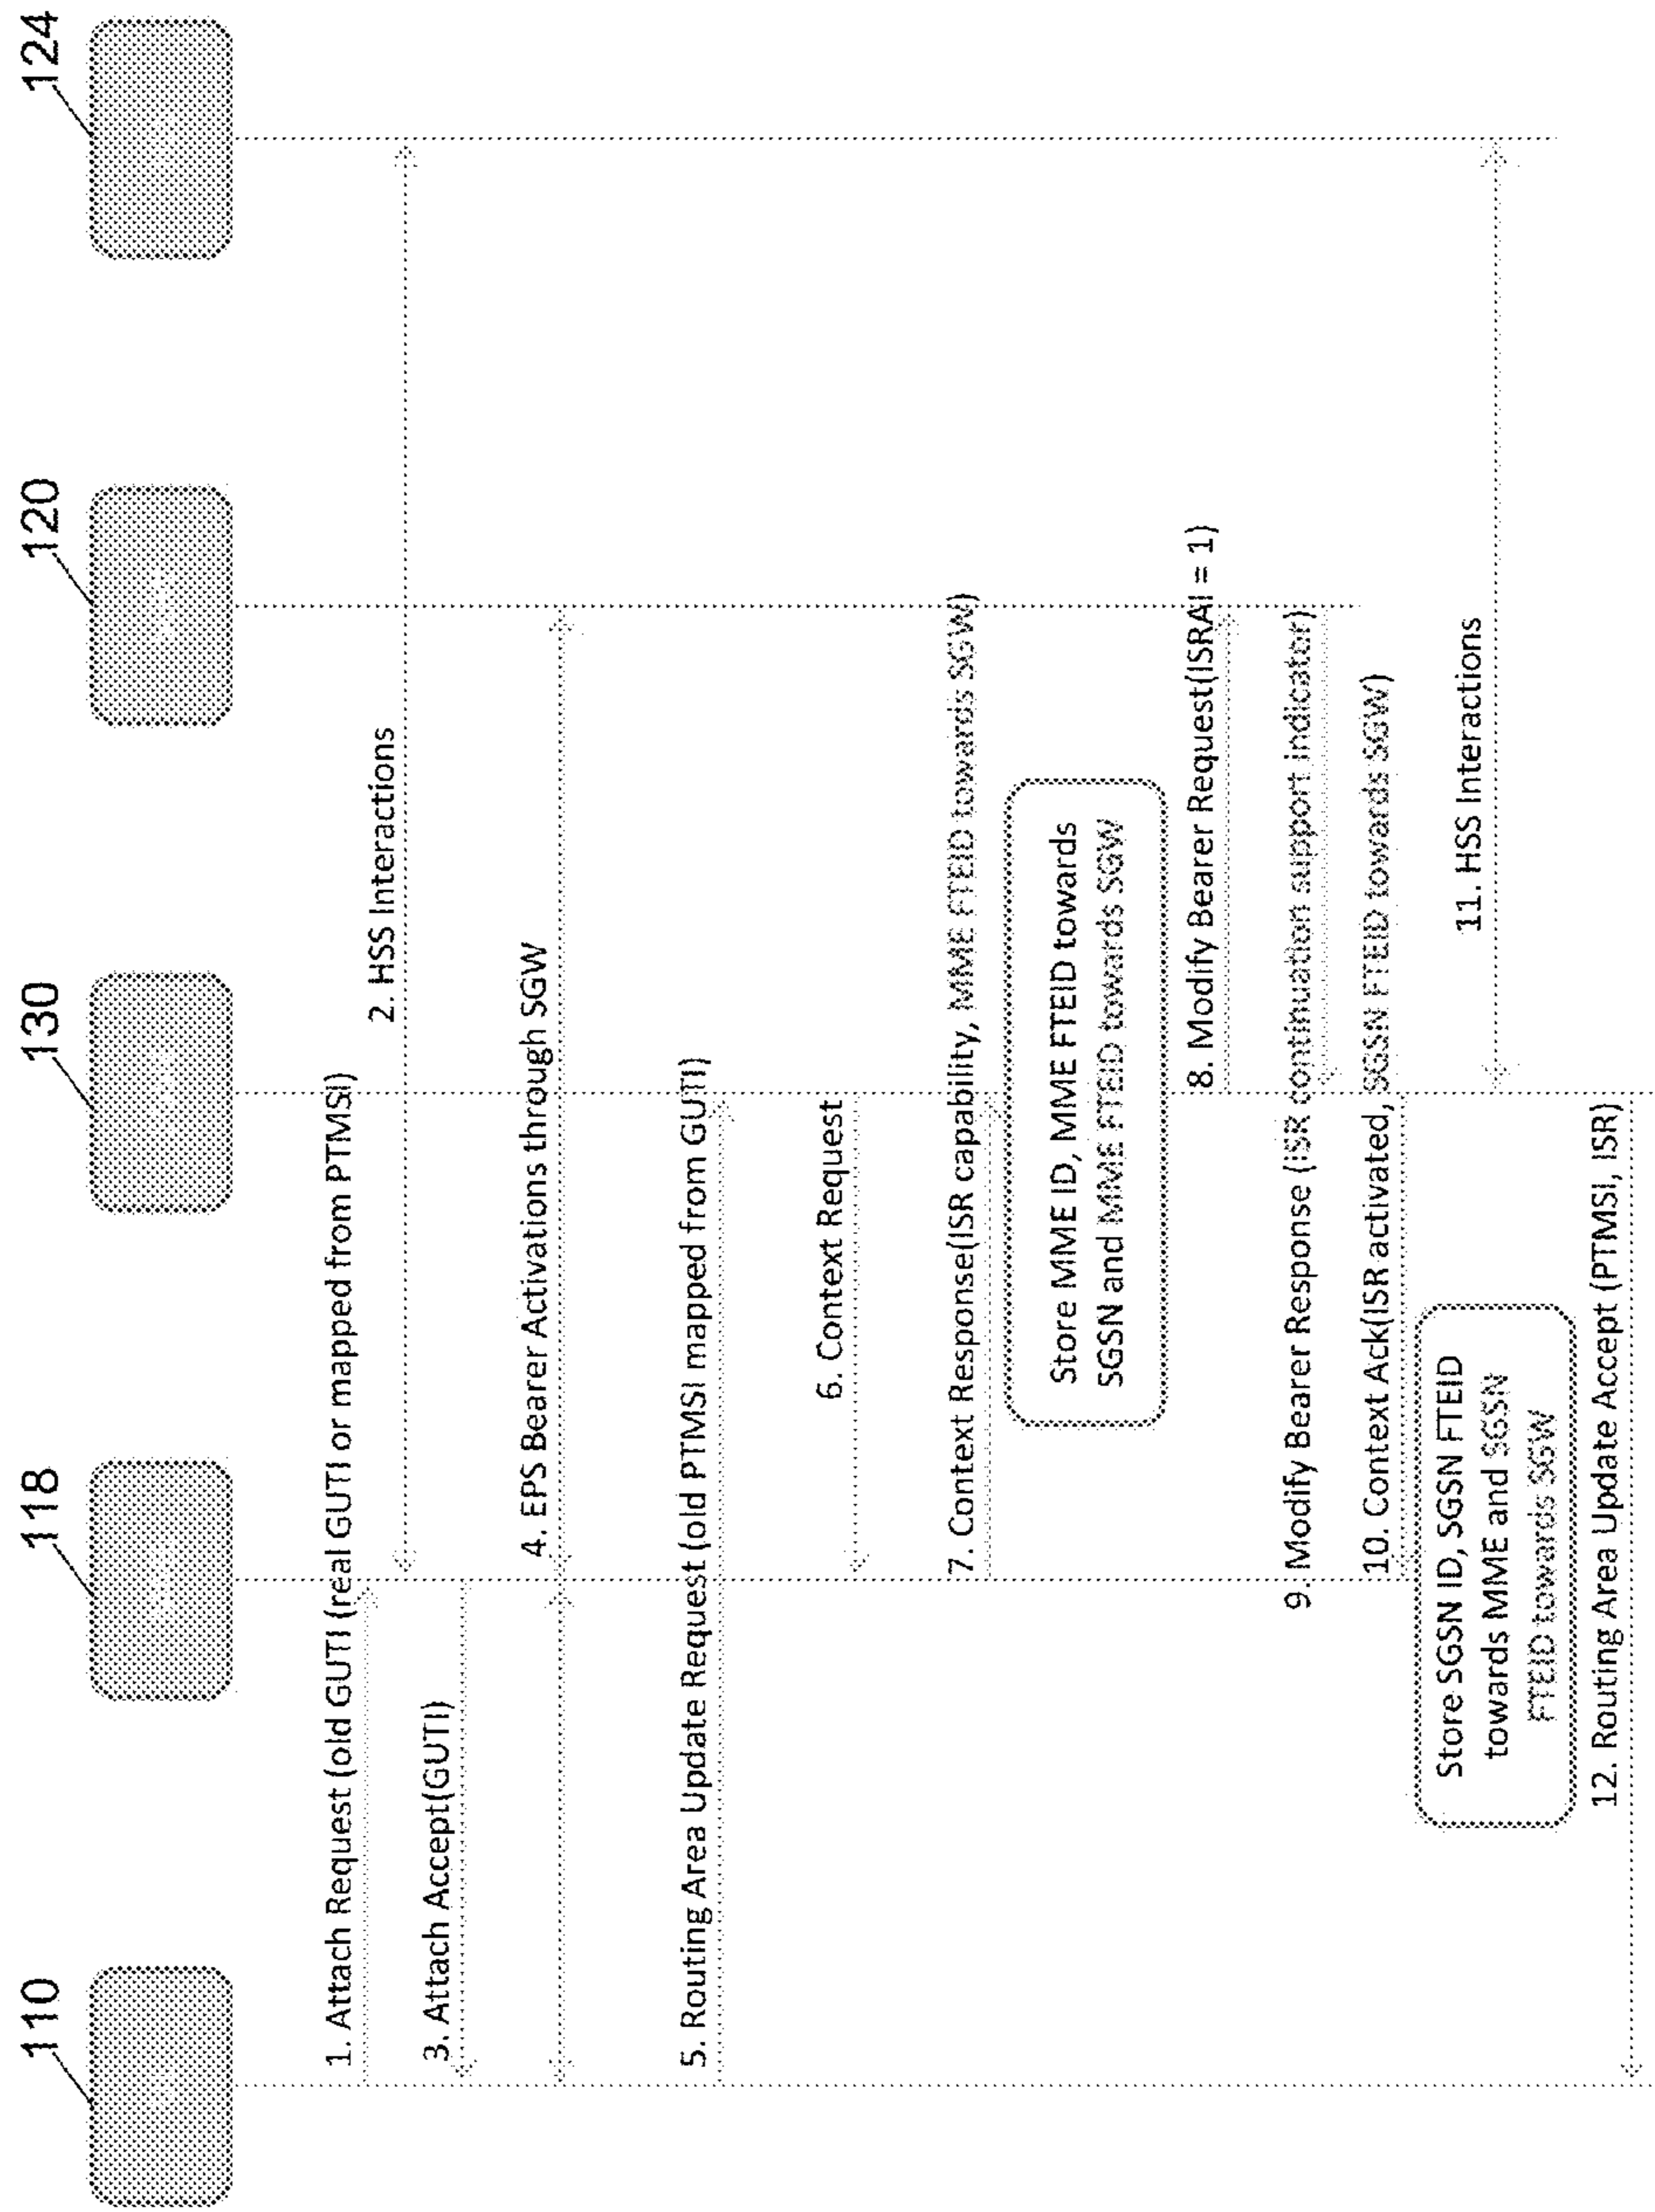 110
118
130
120
124
1. Attach Request (old GUTI (real GUTI or mapped from PTMSI)
2. HSS Interactions
3. Attach Accept(GUTI)
4. EPS Bearer Activations through SGW
5. Routing Area Update Request (old PTMSI mapped from GUTI)
6. Context Request
7. Context Response(ISR capability, MME FTEID towards SGW)
Store MME ID, MME FTEID towards
SGSN and MME FTEID towards SGW
8. Modify Bearer Request(ISRAI = 1)
9. Modify Bearer Response (ISR continuation support indicator)
10. Context Ack(ISR activated, SGSN FTEID towards SGW)
Store SGSN ID, SGSN FTEID
towards MME and SGSN
FTEID towards SGW
11. HSS Interactions
12. Routing Area Update Accept (PTMSI, ISR)